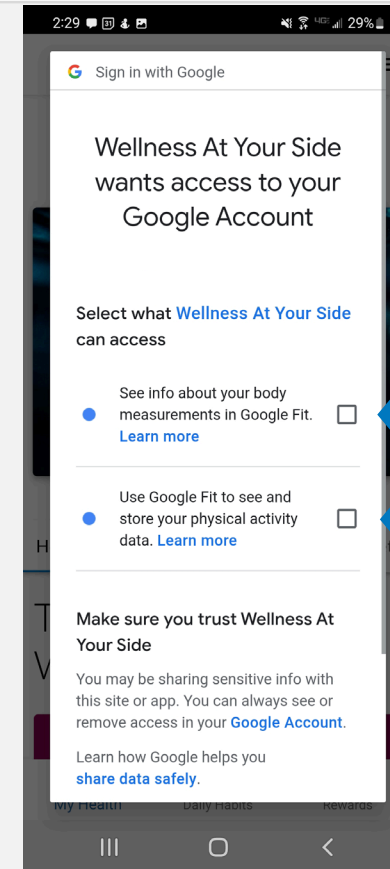 2:29 31 4G 29%
Sign in with Google
Wellness At Your Side
wants access to your
Google Account
Select what Wellness At Your Side
can access
See info about your body
measurements in Google Fit.
Learn more
Use Google Fit to see and
store your physical activity
data. Learn more
Make sure you trust Wellness At
Your Side
You may be sharing sensitive info with
this site or app. You can always see or
remove access in your Google Account.
Learn how Google helps you
share data safely.
My Health Daily Habits Rewards